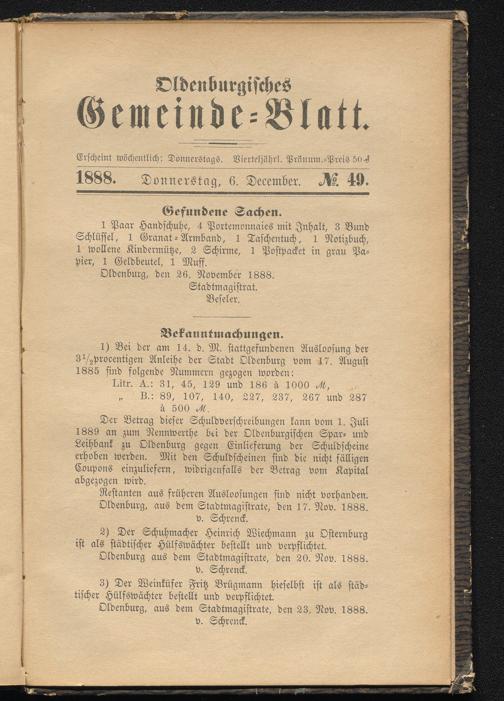 Oldenburgisches
Gemeinde-Blatt.
Erscheint wöchentlich: Donnerstags. Vierteljährl. Pränum.-Preis 50 ₰
1888. Donnerstag, 6. December. № 49.
Gefundene Sachen.
1 Paar Handschuhe, 4 Portemonnaies mit Inhalt, 3 Bund
Schlüssel, 1 Granat-Armband, 1 Taschentuch, 1 Notizbuch,
1 wollene Kindermütze, 2 Schirme, 1 Postpacket in grau Pa-
pier, 1 Geldbeutel, 1 Muff.
Oldenburg, den 26. November 1888.
Stadtmagistrat.
Beseler.
Bekanntmachungen.
1) Bei der am 14. d. M. stattgefundenen Ausloosung der
3½procentigen Anleihe der Stadt Oldenburg vom 17. August
1885 sind folgende Nummern gezogen worden:
Litr. A.: 31, 45, 129 und 186 à 1000 ℳ,
„ B.: 89, 107, 140, 227, 237, 267 und 287
à 500 ℳ.
Der Betrag dieser Schuldverschreibungen kann vom 1. Juli
1889 an zum Nennwerthe bei der Oldenburgischen Spar- und
Leihbank zu Oldenburg gegen Einlieferung der Schuldscheine
erhoben werden. Mit den Schuldscheinen sind die nicht fälligen
Coupons einzuliefern, widrigenfalls der Betrag vom Kapital
abgezogen wird.
Restanten aus früheren Ausloosungen sind nicht vorhanden.
Oldenburg, aus dem Stadtmagistrate, den 17. Nov. 1888.
v. Schrenck.
2) Der Schuhmacher Heinrich Wiechmann zu Osternburg
ist als städtischer Hülfswächter bestellt und verpflichtet.
Oldenburg aus dem Stadtmagistrate, den 20. Nov. 1888.
v. Schrenck.
3) Der Weinküfer Fritz Brügmann hieselbst ist als städ-
tischer Hülfswächter bestellt und verpflichtet.
Oldenburg, aus dem Stadtmagistrate, den 23. Nov. 1888.
v. Schrenck.